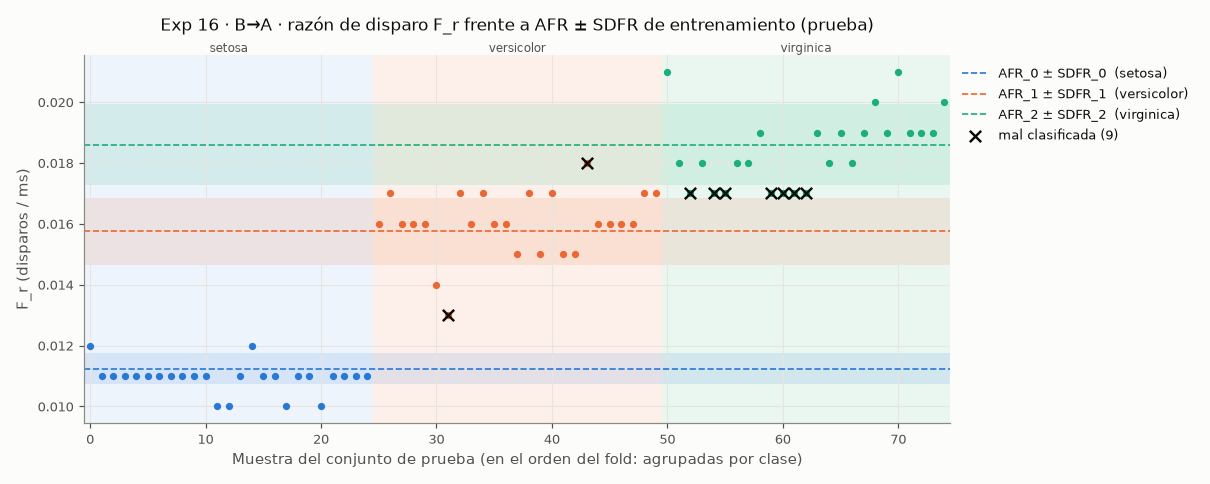 Exp 16 · B→A · razón de disparo F_r frente a AFR ± SDFR de entrenamiento (prueba)
setosa
versicolor
virginica
AFR_0 ± SDFR_0 (setosa)
AFR_1 ± SDFR_1 (versicolor)
AFR_2 ± SDFR_2 (virginica)
mal clasificada (9)
F_r (disparos / ms)
0.020
0.018
0.016
0.014
0.012
0.010
0 10 20 30 40 50 60 70
Muestra del conjunto de prueba (en el orden del fold: agrupadas por clase)